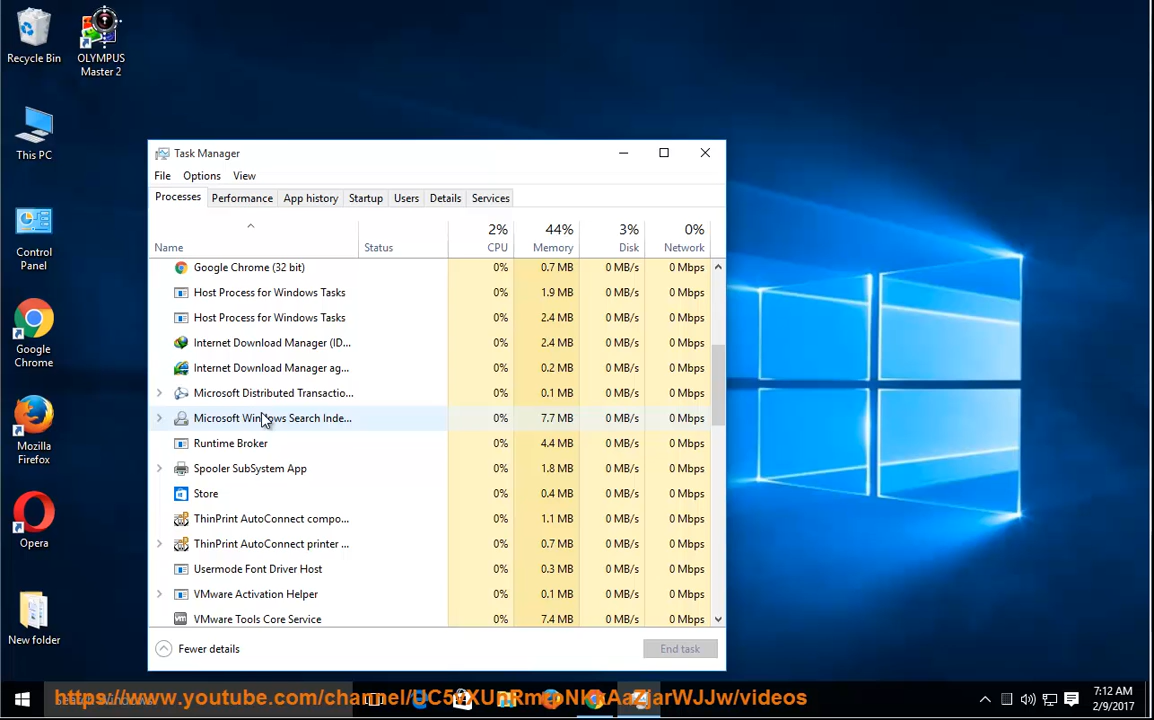 Recycle Bin
OLYMPUS
Master 2
This PC
Control
Panel
Google
Chrome
Mozilla
Firefox
Opera
New folder
Task Manager
File Options View
Processes Performance App history Startup Users Details Services
2% 44% 3% 0%
Name Status CPU Memory Disk Network
Google Chrome (32 bit) 0% 0.7 MB 0 MB/s 0 Mbps
Host Process for Windows Tasks 0% 1.9 MB 0 MB/s 0 Mbps
Host Process for Windows Tasks 0% 2.4 MB 0 MB/s 0 Mbps
Internet Download Manager (ID... 0% 2.4 MB 0 MB/s 0 Mbps
Internet Download Manager ag... 0% 0.2 MB 0 MB/s 0 Mbps
Microsoft Distributed Transactio... 0% 0.1 MB 0 MB/s 0 Mbps
Microsoft Windows Search Inde... 0% 7.7 MB 0 MB/s 0 Mbps
Runtime Broker 0% 4.4 MB 0 MB/s 0 Mbps
Spooler SubSystem App 0% 1.8 MB 0 MB/s 0 Mbps
Store 0% 0.4 MB 0 MB/s 0 Mbps
ThinPrint AutoConnect compo... 0% 1.1 MB 0 MB/s 0 Mbps
ThinPrint AutoConnect printer ... 0% 0.7 MB 0 MB/s 0 Mbps
Usermode Font Driver Host 0% 0.3 MB 0 MB/s 0 Mbps
VMware Activation Helper 0% 0.1 MB 0 MB/s 0 Mbps
VMware Tools Core Service 0% 7.4 MB 0 MB/s 0 Mbps
Fewer details End task
7:12 AM
2/9/2017